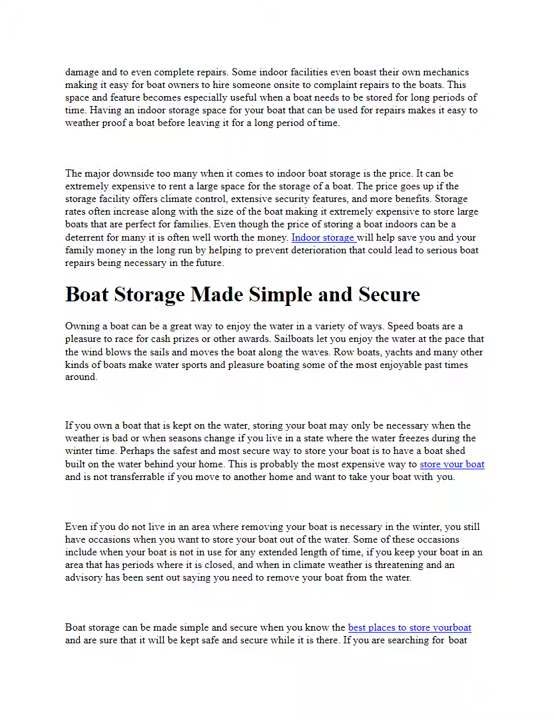 damage and to even complete repairs. Some indoor facilities even boast their own mechanics
making it easy for boat owners to hire someone onsite to complaint repairs to the boats. This
space and feature becomes especially useful when a boat needs to be stored for long periods of
time. Having an indoor storage space for your boat that can be used for repairs makes it easy to
weather proof a boat before leaving it for a long period of time.
The major downside too many when it comes to indoor boat storage is the price. It can be
extremely expensive to rent a large space for the storage of a boat. The price goes up if the
storage facility offers climate control, extensive security features, and more benefits. Storage
rates often increase along with the size of the boat making it extremely expensive to store large
boats that are perfect for families. Even though the price of storing a boat indoors can be a
deterrent for many it is often well worth the money. Indoor storage will help save you and your
family money in the long run by helping to prevent deterioration that could lead to serious boat
repairs being necessary in the future.
Boat Storage Made Simple and Secure
Owning a boat can be a great way to enjoy the water in a variety of ways. Speed boats are a
pleasure to race for cash prizes or other awards. Sailboats let you enjoy the water at the pace that
the wind blows the sails and moves the boat along the waves. Row boats, yachts and many other
kinds of boats make water sports and pleasure boating some of the most enjoyable past times
around.
If you own a boat that is kept on the water, storing your boat may only be necessary when the
weather is bad or when seasons change if you live in a state where the water freezes during the
winter time. Perhaps the safest and most secure way to store your boat is to have a boat shed
built on the water behind your home. This is probably the most expensive way to store your boat
and is not transferrable if you move to another home and want to take your boat with you.
Even if you do not live in an area where removing your boat is necessary in the winter, you still
have occasions when you want to store your boat out of the water. Some of these occasions
include when your boat is not in use for any extended length of time, if you keep your boat in an
area that has periods where it is closed, and when in climate weather is threatening and an
advisory has been sent out saying you need to remove your boat from the water.
Boat storage can be made simple and secure when you know the best places to store yourboat
and are sure that it will be kept safe and secure while it is there. If you are searching for boat